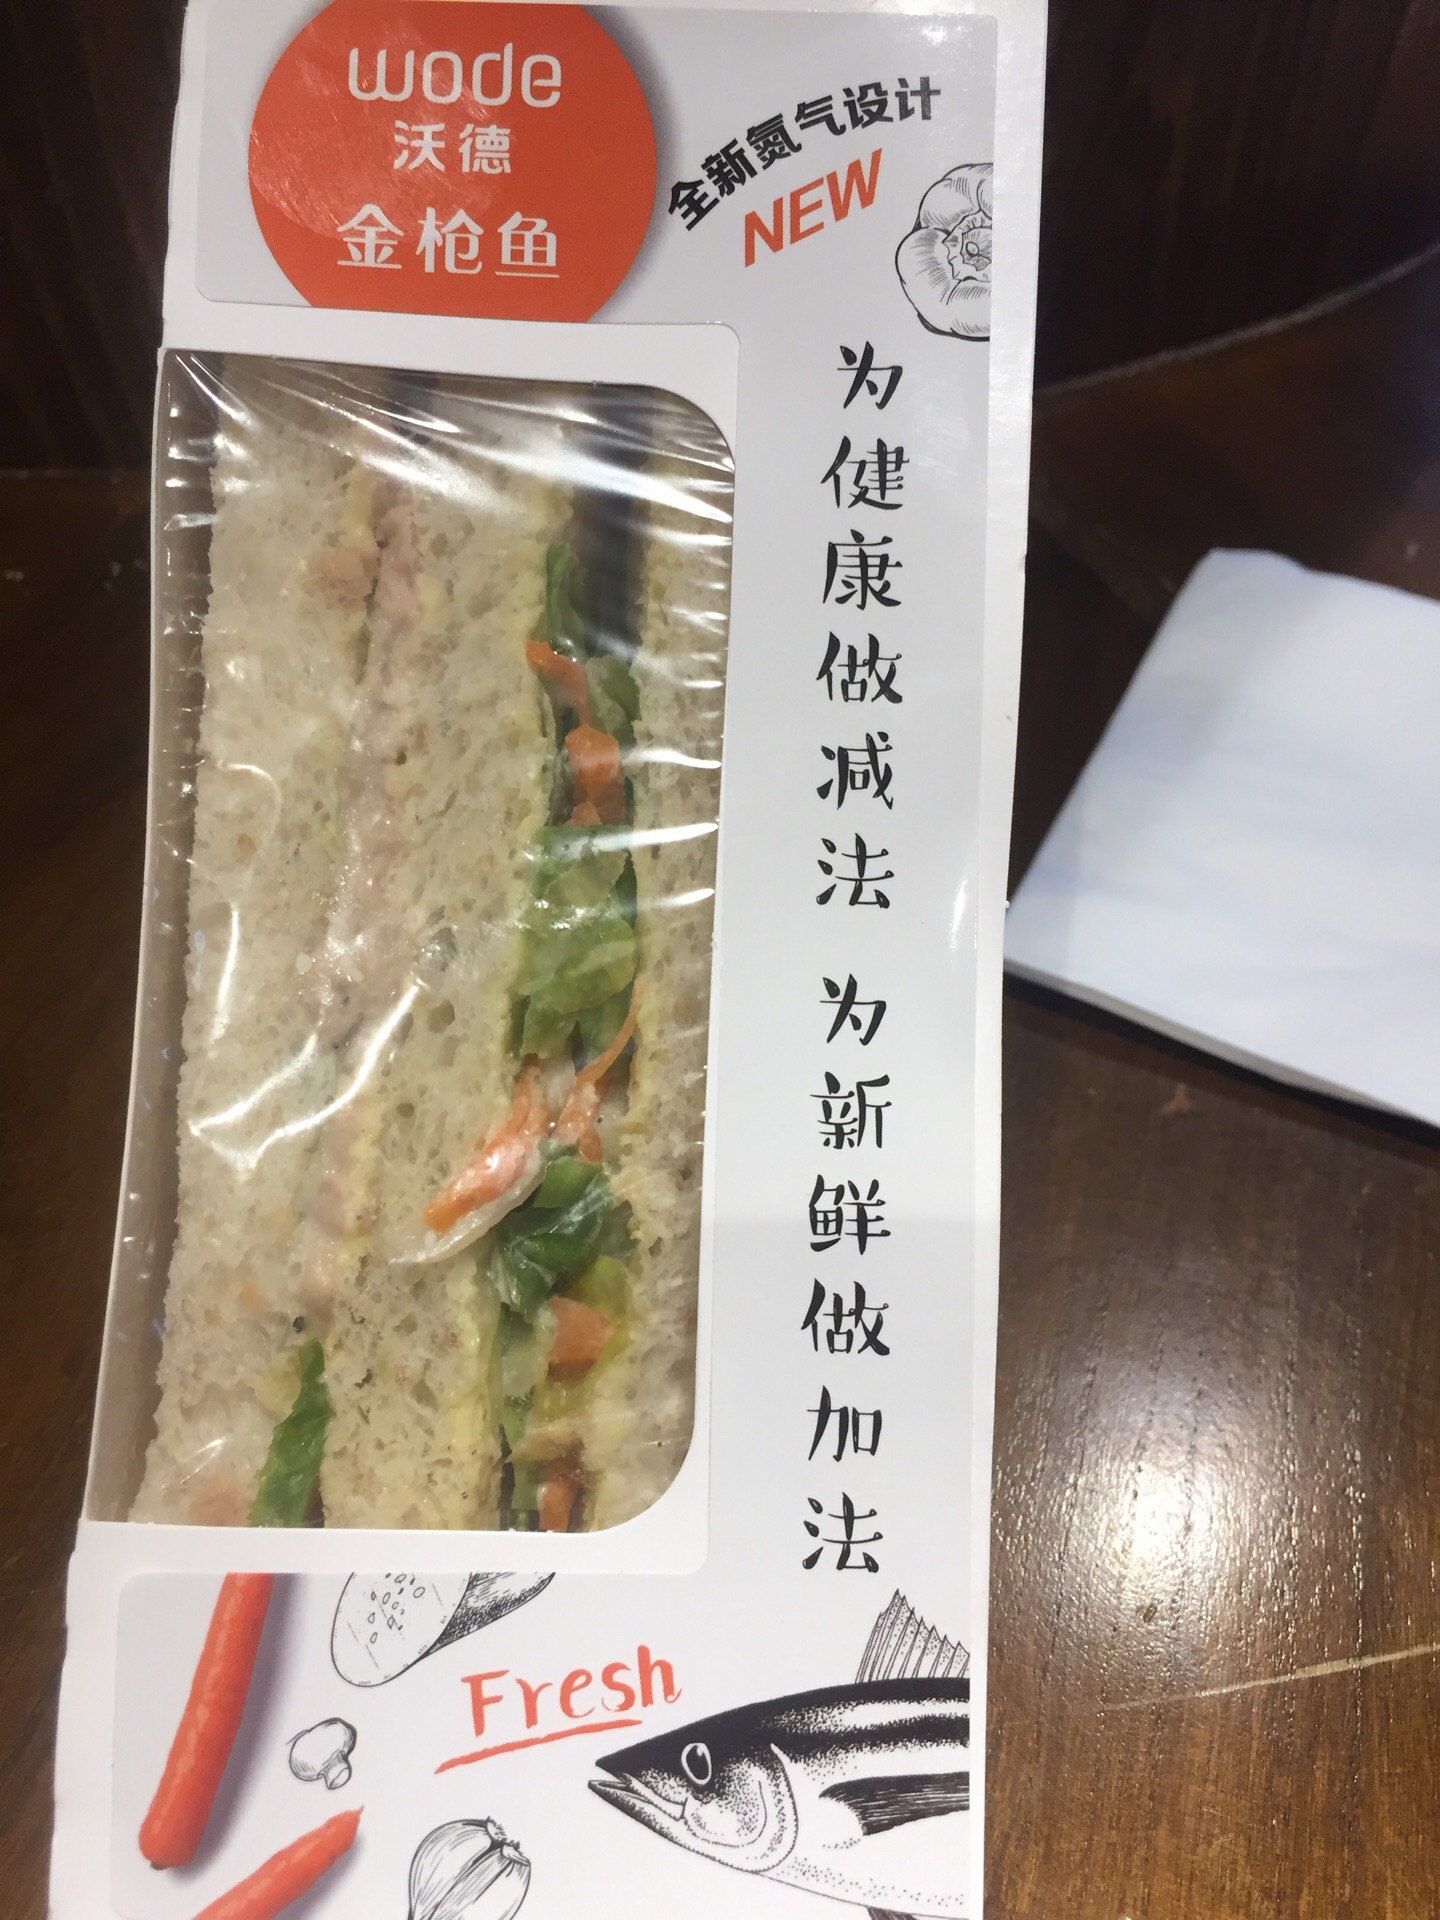 wode
沃德
金枪鱼
全新氮气设计
NEW
为健康做减法 为新鲜做加法
Fresh